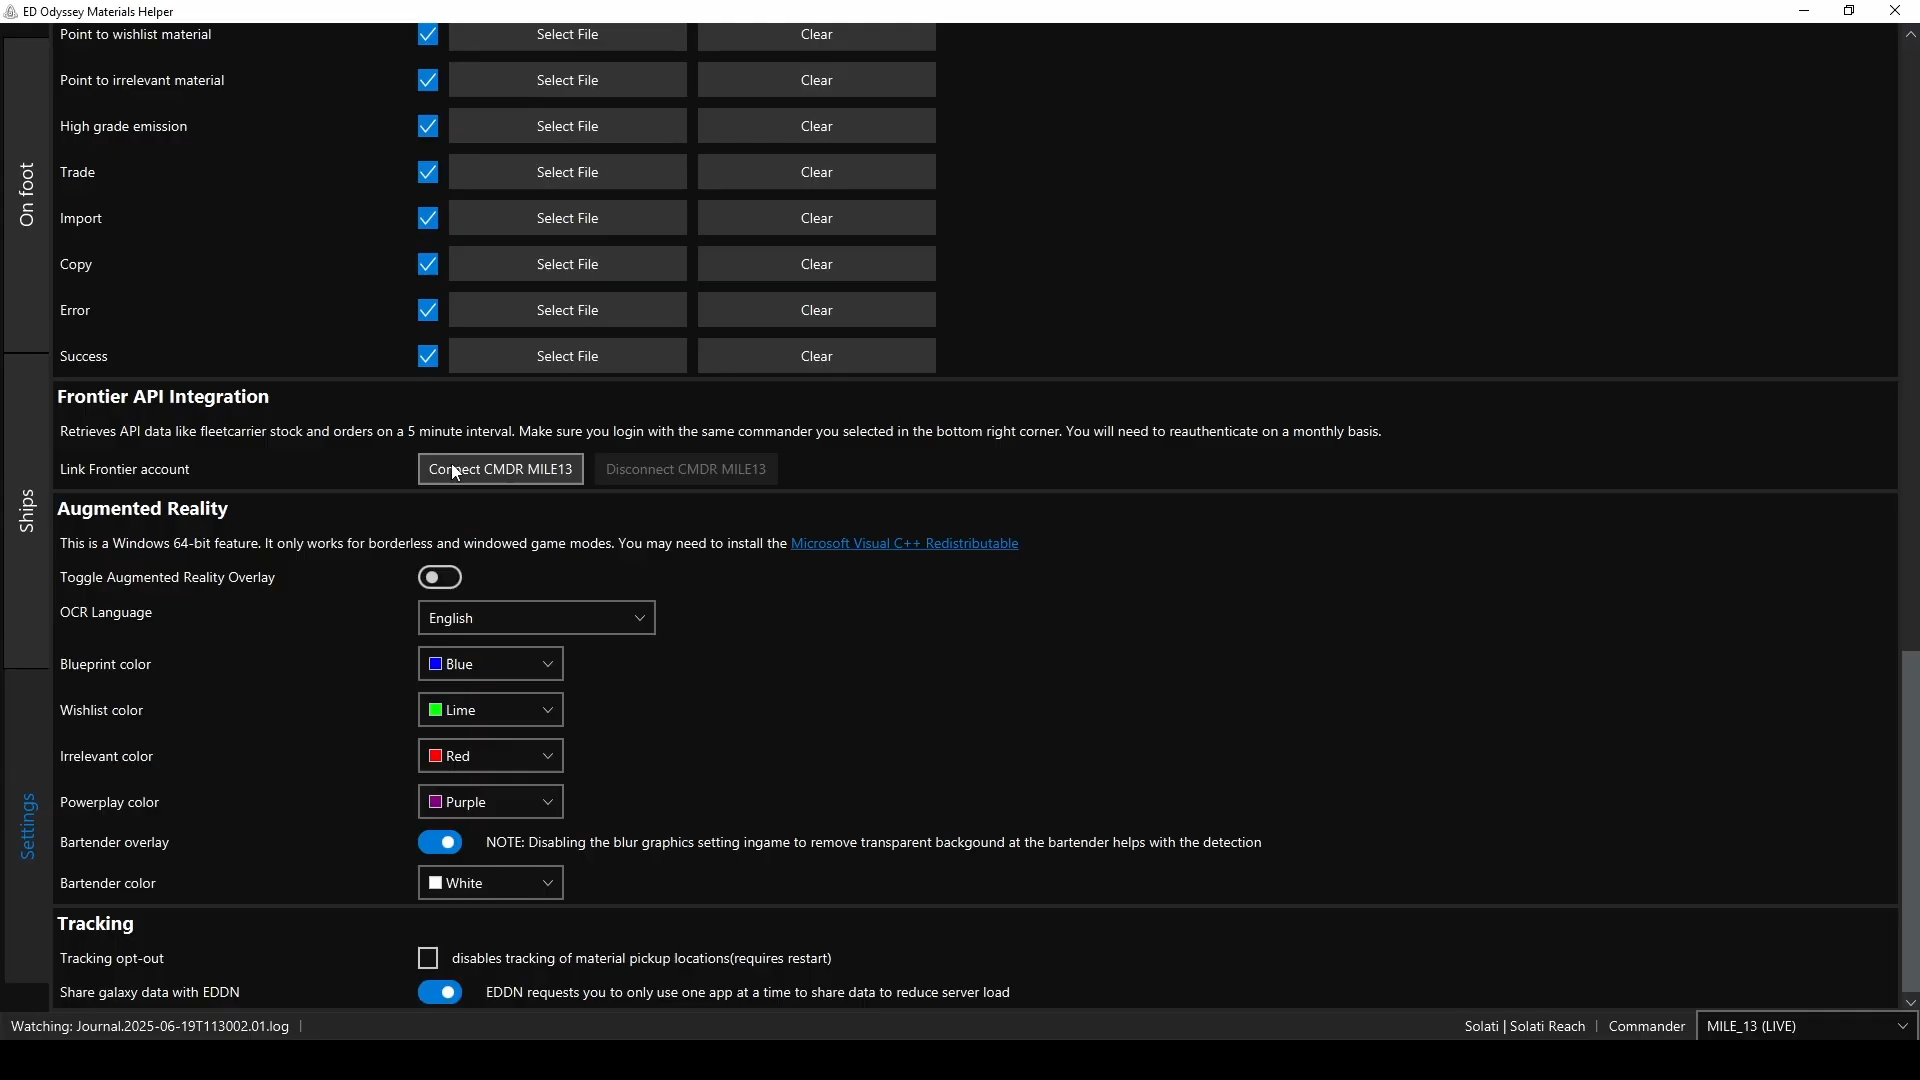 ED Odyssey Materials Helper
Point to wishlist material Select File Clear
Point to irrelevant material Select File Clear
High grade emission Select File Clear
Trade Select File Clear
Import Select File Clear
Copy Select File Clear
Error Select File Clear
Success Select File Clear
On foot
Ships
Settings
Frontier API Integration
Retrieves API data like fleetcarrier stock and orders on a 5 minute interval. Make sure you login with the same commander you selected in the bottom right corner. You will need to reauthenticate on a monthly basis.
Link Frontier account Connect CMDR MILE13 Disconnect CMDR MILE13
Augmented Reality
This is a Windows 64-bit feature. It only works for borderless and windowed game modes. You may need to install the Microsoft Visual C++ Redistributable
Toggle Augmented Reality Overlay
OCR Language English
Blueprint color Blue
Wishlist color Lime
Irrelevant color Red
Powerplay color Purple
Bartender overlay NOTE: Disabling the blur graphics setting ingame to remove transparent backgound at the bartender helps with the detection
Bartender color White
Tracking
Tracking opt-out disables tracking of material pickup locations(requires restart)
Share galaxy data with EDDN EDDN requests you to only use one app at a time to share data to reduce server load
Watching: Journal.2025-06-19T113002.01.log | Solati | Solati Reach | Commander MILE_13 (LIVE)